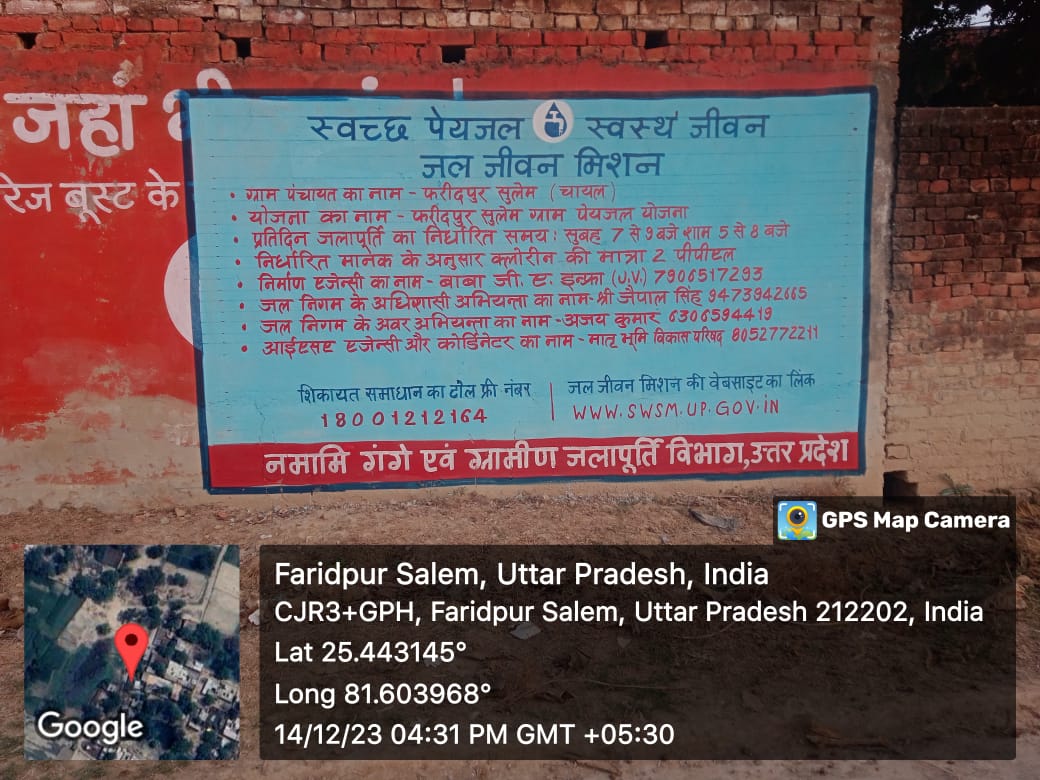 जहां
रेज बूस्ट के
स्वच्छ पेयजल स्वस्थ जीवन
जल जीवन मिशन
• ग्राम पंचायत का नाम - फरीदपुर सुलेम (चायल)
• योजना का नाम - फरीदपुर सुलेम ग्राम पेयजल योजना
• प्रतिदिन जलापूर्ति का निर्धारित समय: सुबह 7 से 9 बजे शाम 5 से 8 बजे
• निर्धारित मानक के अनुसार क्लोरीन की मात्रा 2 पीपीएल
• निर्माण एजेन्सी का नाम - बाबा जी. ए. इन्फ्रा (J.V.) 7906517293
• जल निगम के अधिशासी अभियन्ता का नाम - श्री जैपाल सिंह 9473942665
• जल निगम के अवर अभियन्ता का नाम - अजय कुमार 6306594419
• आईएसए एजेन्सी और कोर्डिनेटर का नाम - मातृ भूमि विकास परिषद 8052772211
शिकायत समाधान का टोल फ्री नंबर
18001212164
जल जीवन मिशन की वेबसाइट का लिंक
WWW.SWSM.UP.GOV.IN
नमामि गंगे एवं ग्रामीण जलापूर्ति विभाग, उत्तर प्रदेश
GPS Map Camera
Faridpur Salem, Uttar Pradesh, India
CJR3+GPH, Faridpur Salem, Uttar Pradesh 212202, India
Lat 25.443145°
Long 81.603968°
14/12/23 04:31 PM GMT +05:30
Google